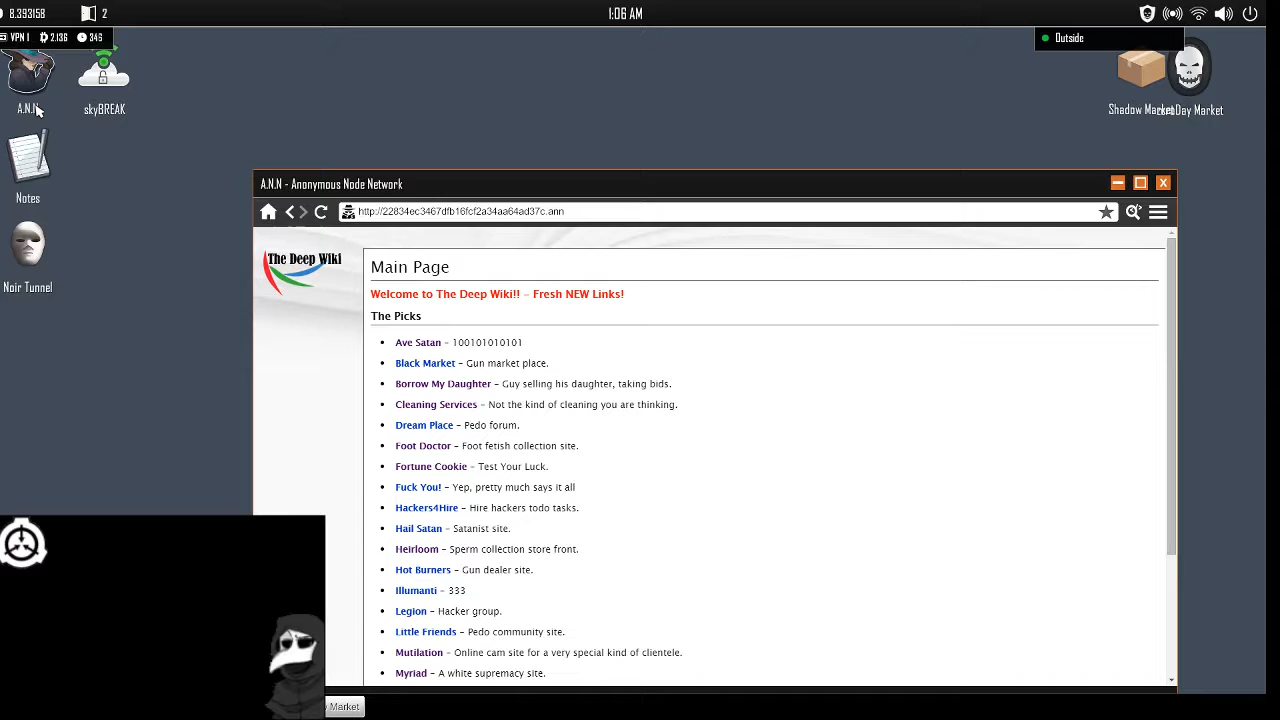 8.393158
2
1:06 AM
VPN 1 2.136 346
Outside
A.N.N
skyBREAK
Shadow Market
Day Market
Notes
Noir Tunnel
A.N.N - Anonymous Node Network
http://22834ec3467dfb16fcf2a34aa64ad37c.ann
The Deep Wiki
Main Page
Welcome to The Deep Wiki!! - Fresh NEW Links!
The Picks
Ave Satan - 100101010101
Black Market - Gun market place.
Borrow My Daughter - Guy selling his daughter, taking bids.
Cleaning Services - Not the kind of cleaning you are thinking.
Dream Place - Pedo forum.
Foot Doctor - Foot fetish collection site.
Fortune Cookie - Test Your Luck.
Fuck You! - Yep, pretty much says it all
Hackers4Hire - Hire hackers todo tasks.
Hail Satan - Satanist site.
Heirloom - Sperm collection store front.
Hot Burners - Gun dealer site.
Illumanti - 333
Legion - Hacker group.
Little Friends - Pedo community site.
Mutilation - Online cam site for a very special kind of clientele.
Myriad - A white supremacy site.
Market